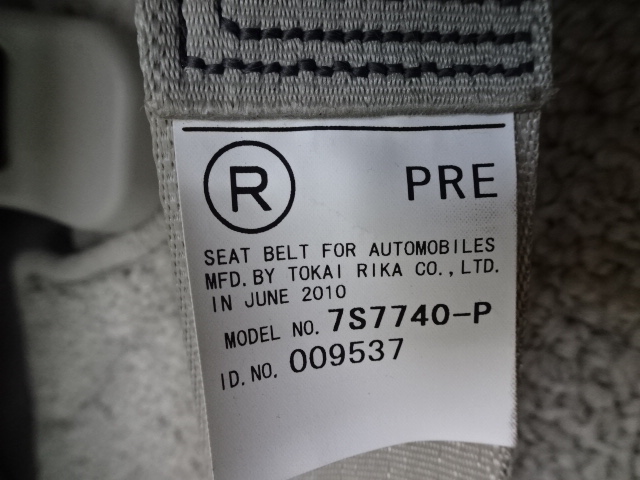 R PRE
SEAT BELT FOR AUTOMOBILES
MFD. BY TOKAI RIKA CO., LTD.
IN JUNE 2010
MODEL NO. 7S7740-P
ID. NO. 009537